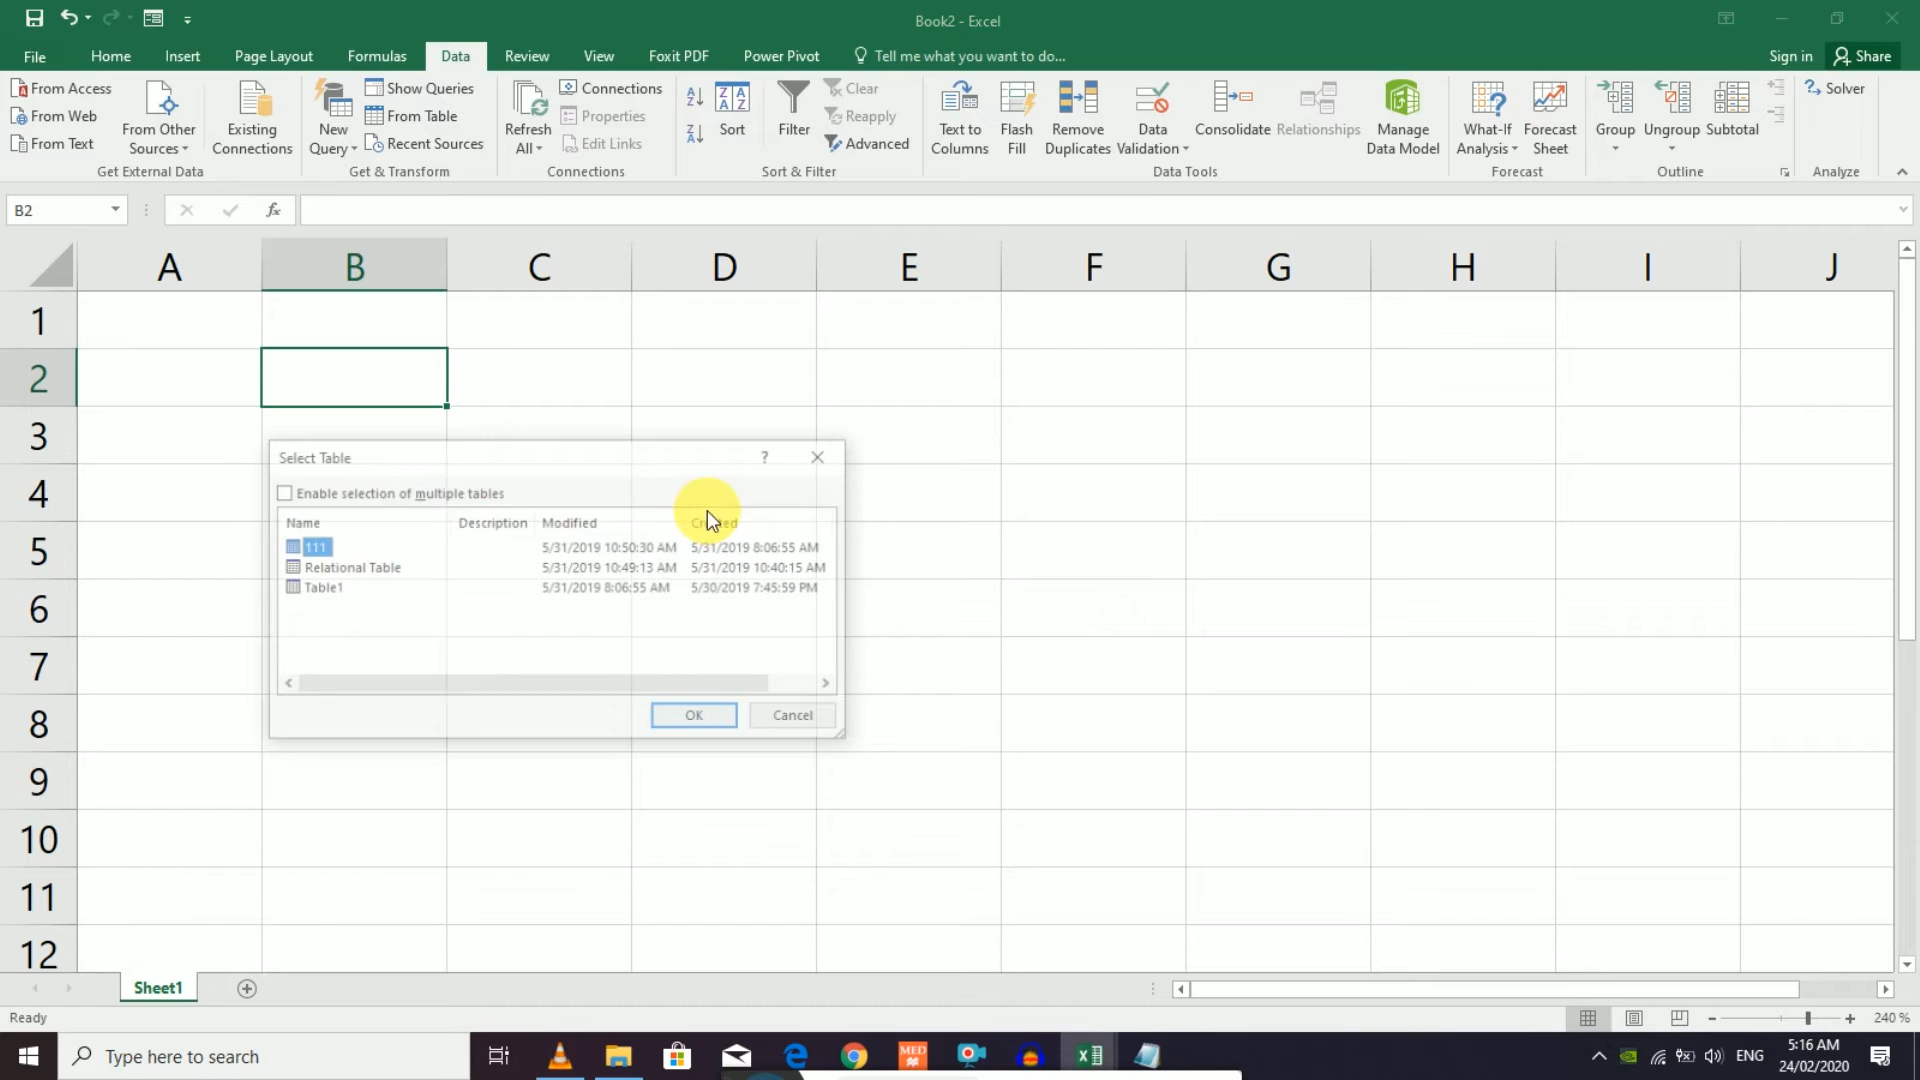 Book2 - Excel
File Home Insert Page Layout Formulas Data Review View Foxit PDF Power Pivot Tell me what you want to do... Sign in Share
From Access
From Web
From Text
From Other Sources
Existing Connections
Get External Data
New Query
Show Queries
From Table
Recent Sources
Get & Transform
Refresh All
Connections
Properties
Edit Links
Connections
A Z
Z A
Z A A Z
Sort
Filter
Clear
Reapply
Advanced
Sort & Filter
Text to Columns
Flash Fill
Remove Duplicates
Data Validation
Consolidate
Relationships
Manage Data Model
Data Tools
What-If Analysis
Forecast Sheet
Forecast
Group
Ungroup
Subtotal
Outline
Solver
Analyze
B2
fx
A B C D E F G H I J
1
2
3
4
5
6
7
8
9
10
11
12
Select Table ?
Enable selection of multiple tables
Name Description Modified Created
111 5/31/2019 10:50:30 AM 5/31/2019 8:06:55 AM
Relational Table 5/31/2019 10:49:13 AM 5/31/2019 10:40:15 AM
Table1 5/31/2019 8:06:55 AM 5/30/2019 7:45:59 PM
OK Cancel
Sheet1
Ready
240 %
Type here to search
MED
ENG
5:16 AM
24/02/2020